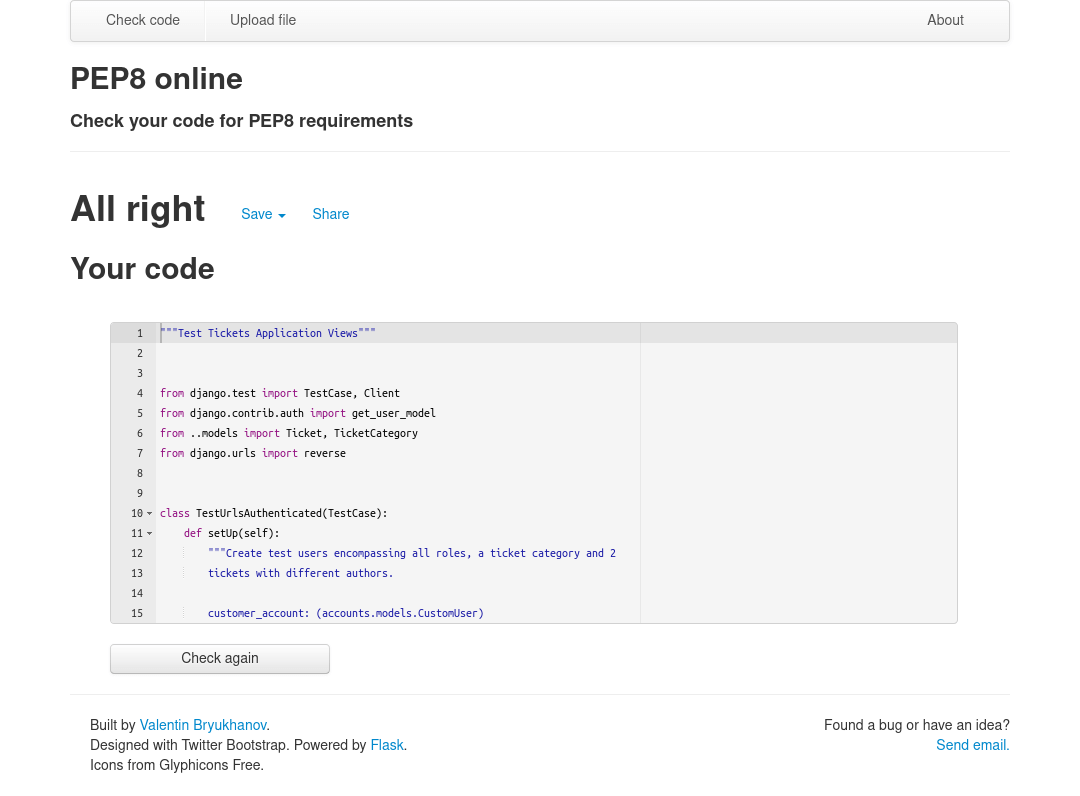 Check code Upload file About
PEP8 online
Check your code for PEP8 requirements
All right Save Share
Your code
1 """Test Tickets Application Views"""
2
3
4 from django.test import TestCase, Client
5 from django.contrib.auth import get_user_model
6 from ..models import Ticket, TicketCategory
7 from django.urls import reverse
8
9
10 class TestUrlsAuthenticated(TestCase):
11 def setUp(self):
12 """Create test users encompassing all roles, a ticket category and 2
13 tickets with different authors.
14
15 customer_account: (accounts.models.CustomUser)
Check again
Built by Valentin Bryukhanov. Found a bug or have an idea?
Designed with Twitter Bootstrap. Powered by Flask. Send email.
Icons from Glyphicons Free.